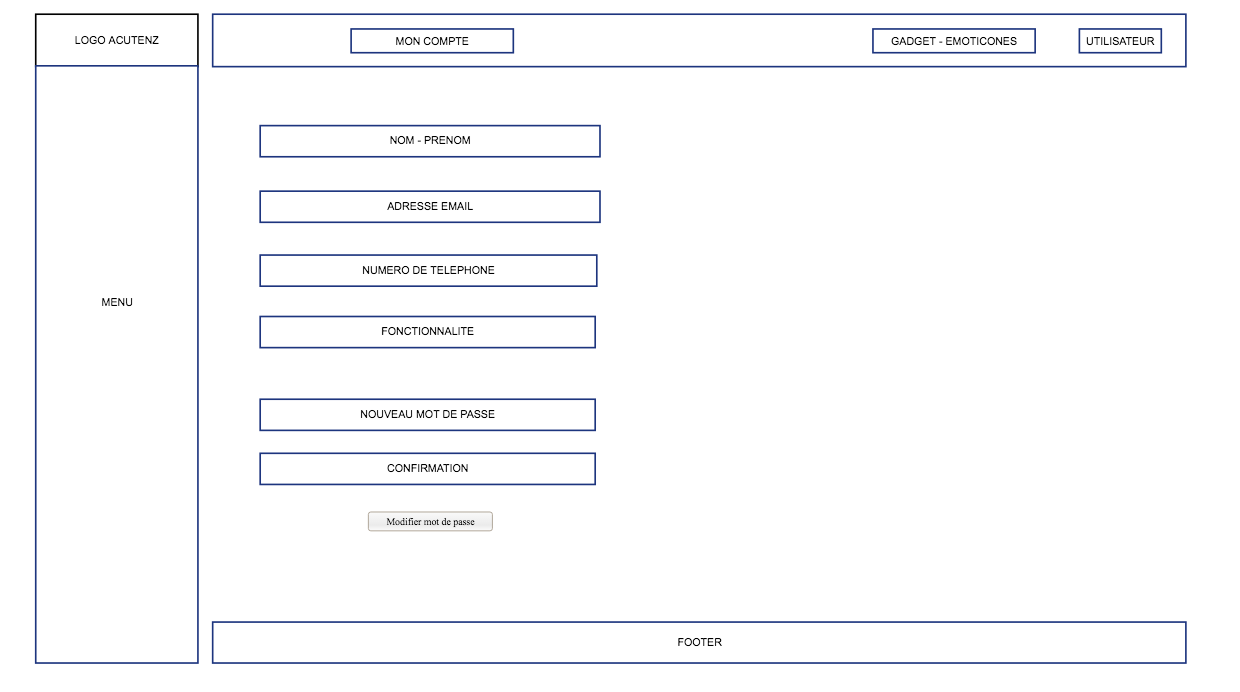 LOGO ACUTENZ
MON COMPTE
GADGET - EMOTICONES
UTILISATEUR
NOM - PRENOM
ADRESSE EMAIL
NUMERO DE TELEPHONE
MENU
FONCTIONNALITE
NOUVEAU MOT DE PASSE
CONFIRMATION
Modifier mot de passe
FOOTER